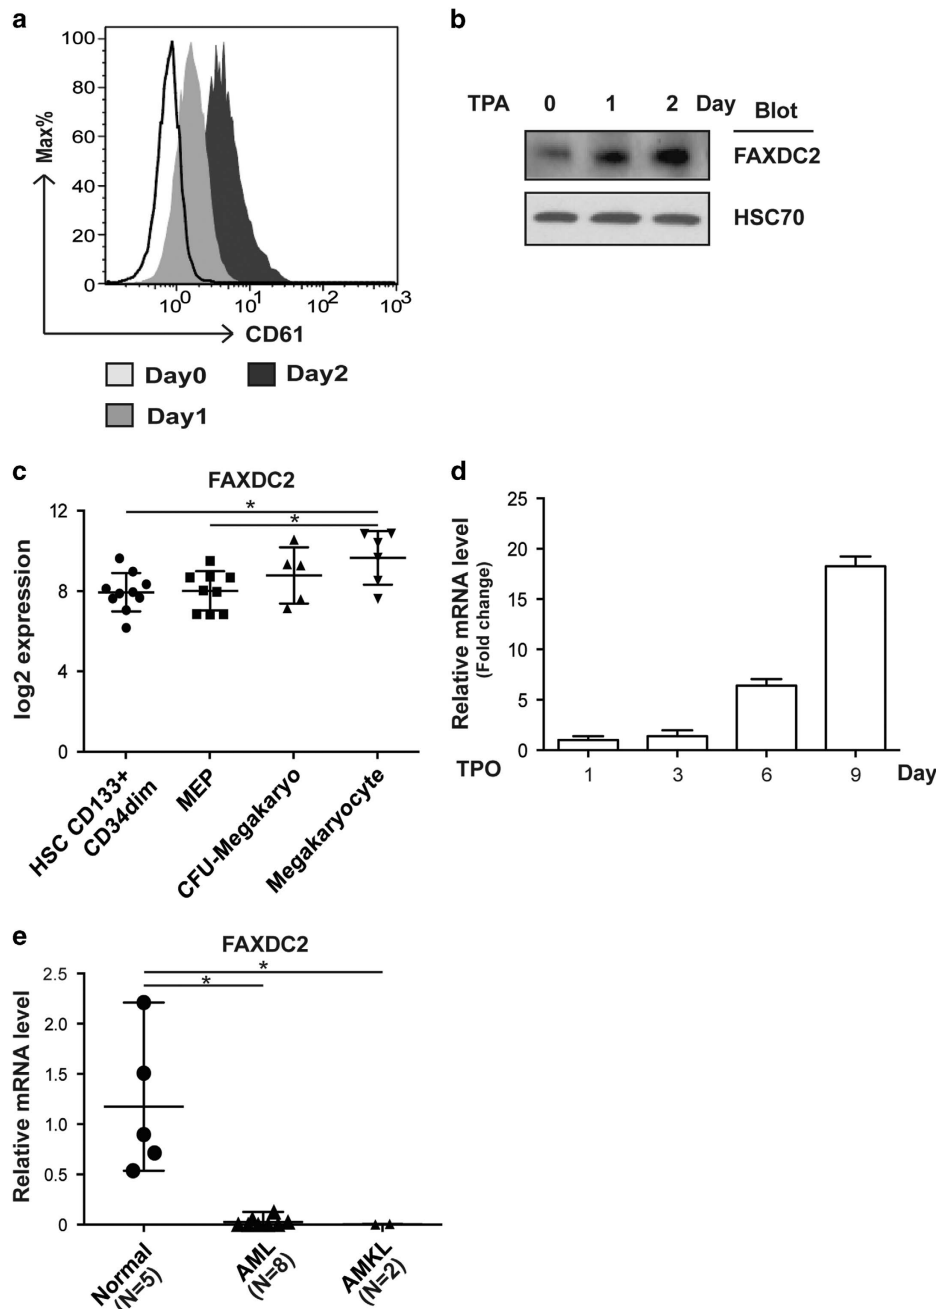 a
Max%
100
80
60
40
20
0
10^0 10^1 10^2 10^3
CD61
Day0
Day2
Day1
b
TPA 0 1 2 Day
Blot
FAXDC2
HSC70
c
FAXDC2
*
*
log2 expression
12
8
4
0
HSC CD133+
CD34dim
MEP
CFU-Megakaryo
Megakaryocyte
d
Relative mRNA level
(Fold change)
25
20
15
10
5
0
TPO 1 3 6 9 Day
e
FAXDC2
*
*
Relative mRNA level
2.5
2.0
1.5
1.0
0.5
0
Normal
(N=5)
AML
(N=8)
AMKL
(N=2)